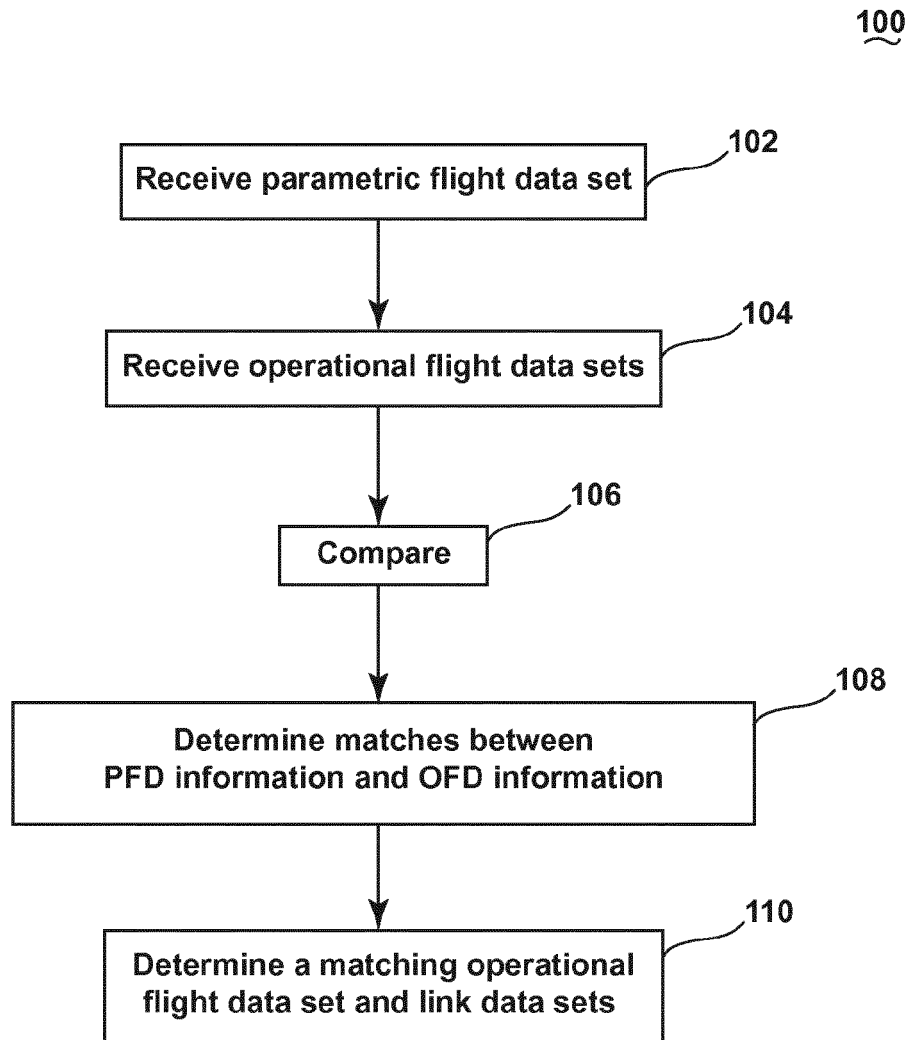 100
102
Receive parametric flight data set
104
Receive operational flight data sets
106
Compare
108
Determine matches between
PFD information and OFD information
110
Determine a matching operational
flight data set and link data sets